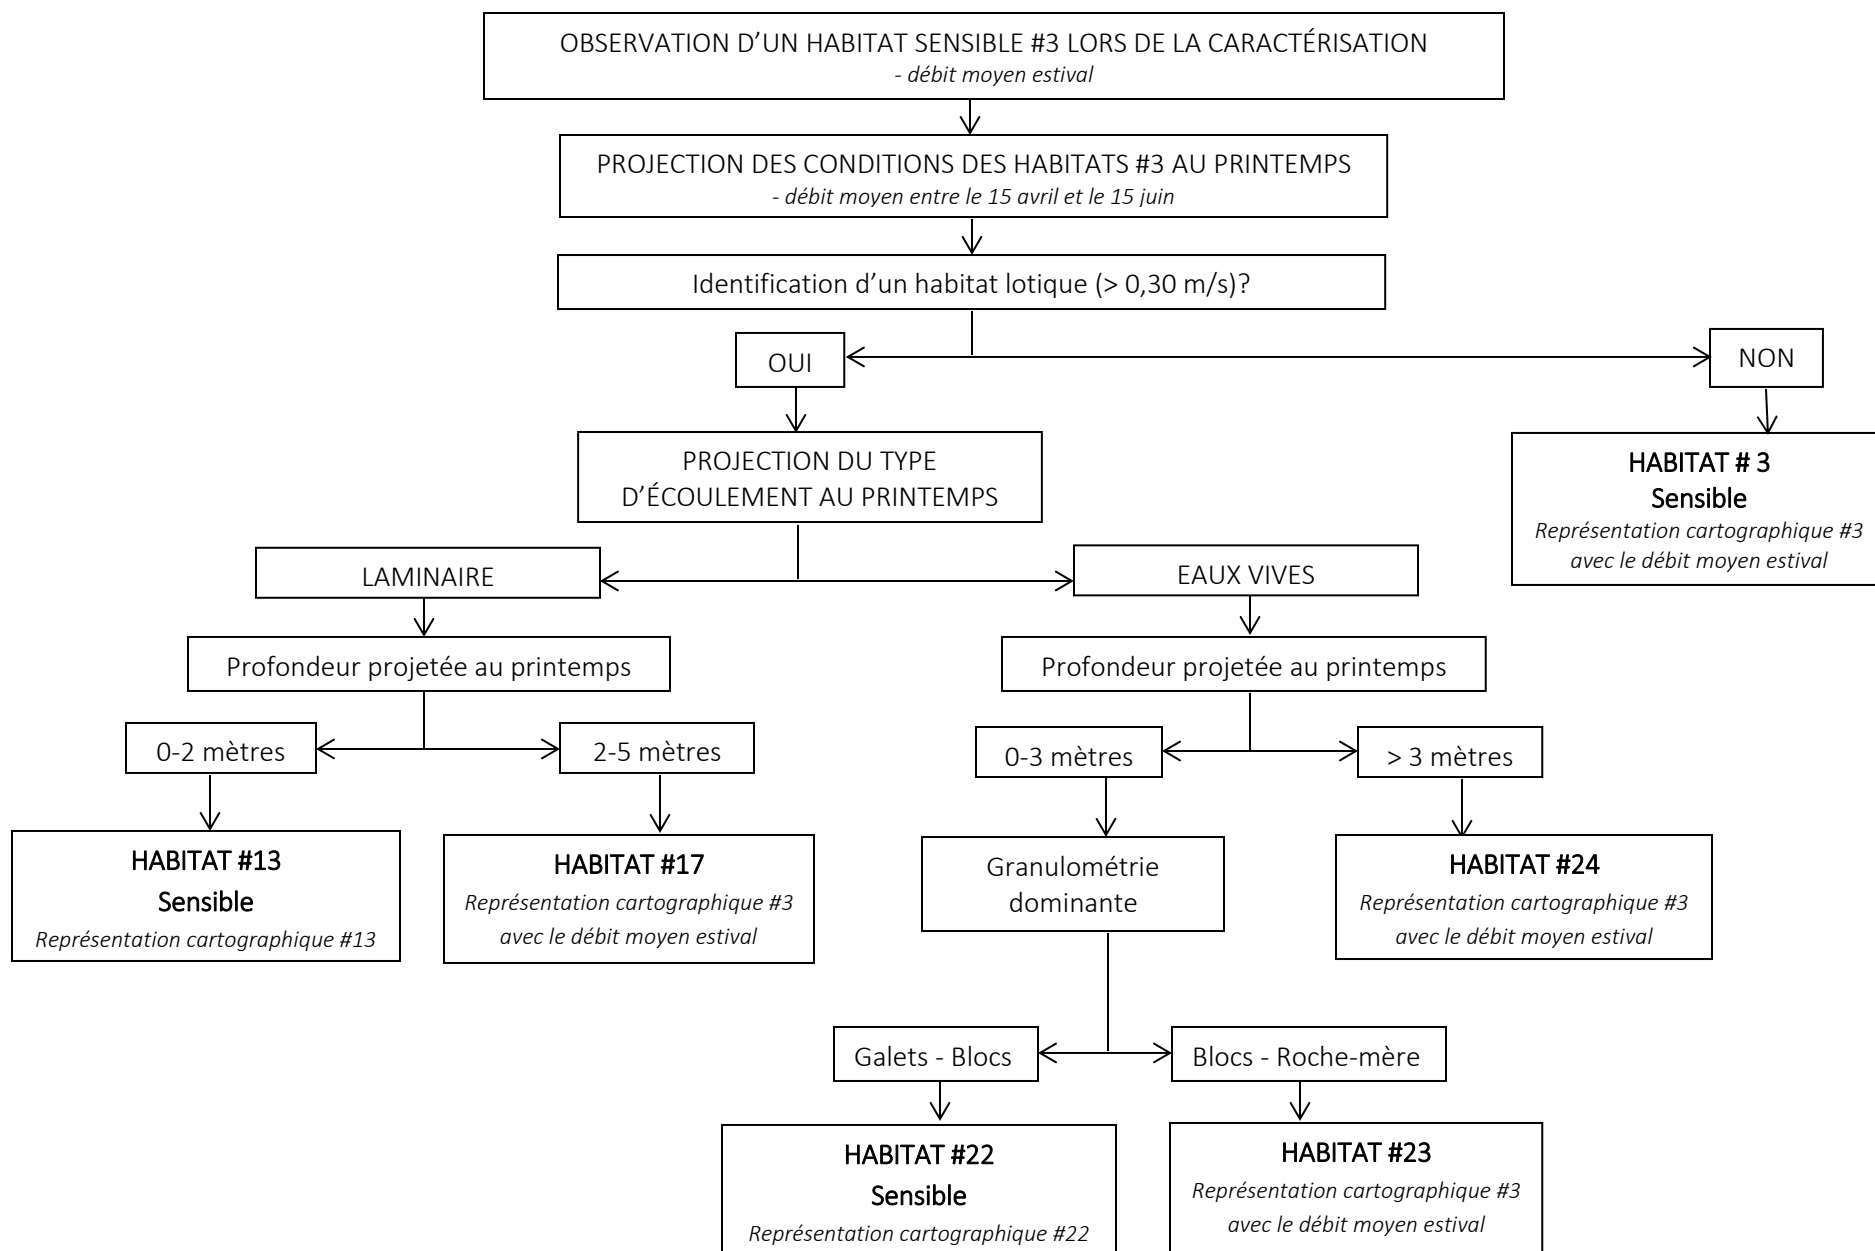 OBSERVATION D’UN HABITAT SENSIBLE #3 LORS DE LA CARACTÉRISATION
- débit moyen estival
PROJECTION DES CONDITIONS DES HABITATS #3 AU PRINTEMPS
- débit moyen entre le 15 avril et le 15 juin
Identification d’un habitat lotique (> 0,30 m/s)?
OUI
NON
PROJECTION DU TYPE
D’ÉCOULEMENT AU PRINTEMPS
HABITAT # 3
Sensible
Représentation cartographique #3
avec le débit moyen estival
LAMINAIRE
EAUX VIVES
Profondeur projetée au printemps
Profondeur projetée au printemps
0-2 mètres
2-5 mètres
0-3 mètres
> 3 mètres
HABITAT #13
Sensible
Représentation cartographique #13
HABITAT #17
Représentation cartographique #3
avec le débit moyen estival
Granulométrie
dominante
HABITAT #24
Représentation cartographique #3
avec le débit moyen estival
Galets - Blocs
Blocs - Roche-mère
HABITAT #22
Sensible
Représentation cartographique #22
HABITAT #23
Représentation cartographique #3
avec le débit moyen estival